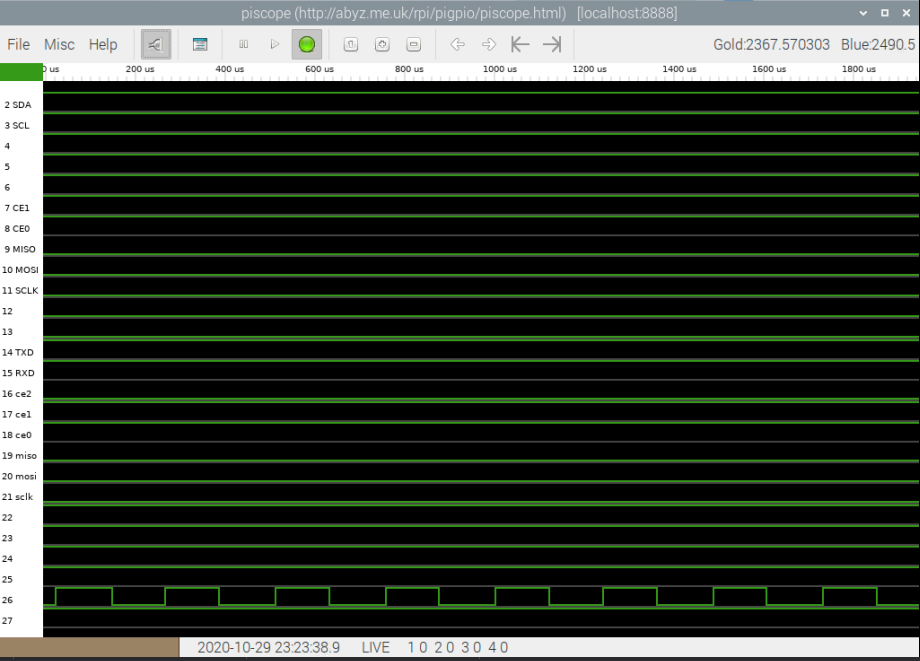 piscope (http://abyz.me.uk/rpi/pigpio/piscope.html) [localhost:8888]
File Misc Help Gold:2367.570303 Blue:2490.5
0 us 200 us 400 us 600 us 800 us 1000 us 1200 us 1400 us 1600 us 1800 us
2 SDA
3 SCL
4
5
6
7 CE1
8 CE0
9 MISO
10 MOSI
11 SCLK
12
13
14 TXD
15 RXD
16 ce2
17 ce1
18 ce0
19 miso
20 mosi
21 sclk
22
23
24
25
26
27
2020-10-29 23:23:38.9 LIVE 1 0 2 0 3 0 4 0